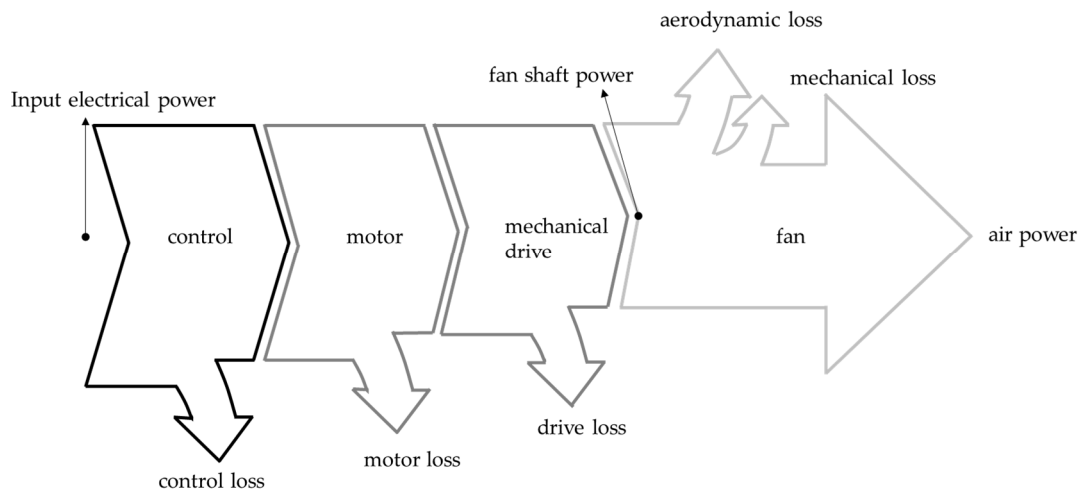 aerodynamic loss
fan shaft power
mechanical loss
Input electrical power
control
motor
mechanical
drive
fan
air power
drive loss
motor loss
control loss